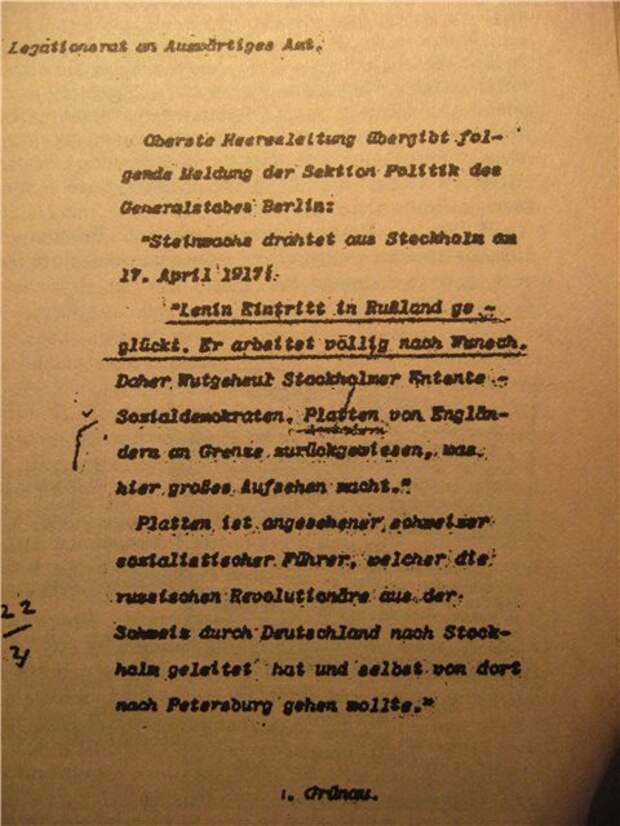 Legationsrat an Auswärtiges Amt.
Oberste Heeresleitung übergibt fol-
gende Meldung der Sektion Politik des
Generalstabes Berlin:
"Steinwachs drahtet aus Stockholm am
17. April 1917:
"Lenin Eintritt in Rußland ge-
glückt. Er arbeitet völlig nach Wunsch.
Daher Wutgeheul Stockholmer Entente-
Sozialdemokraten. Platten von Englän-
dern an Grenze zurückgewiesen, was
hier großes Aufsehen macht."
Platten ist angesehener schweizer
sozialistischer Führer, welcher die
russischen Revolutionäre aus der
Schweiz durch Deutschland nach Stock-
holm geleitet hat und selbst von dort
nach Petersburg gehen wollte."
22
4
Grünau.